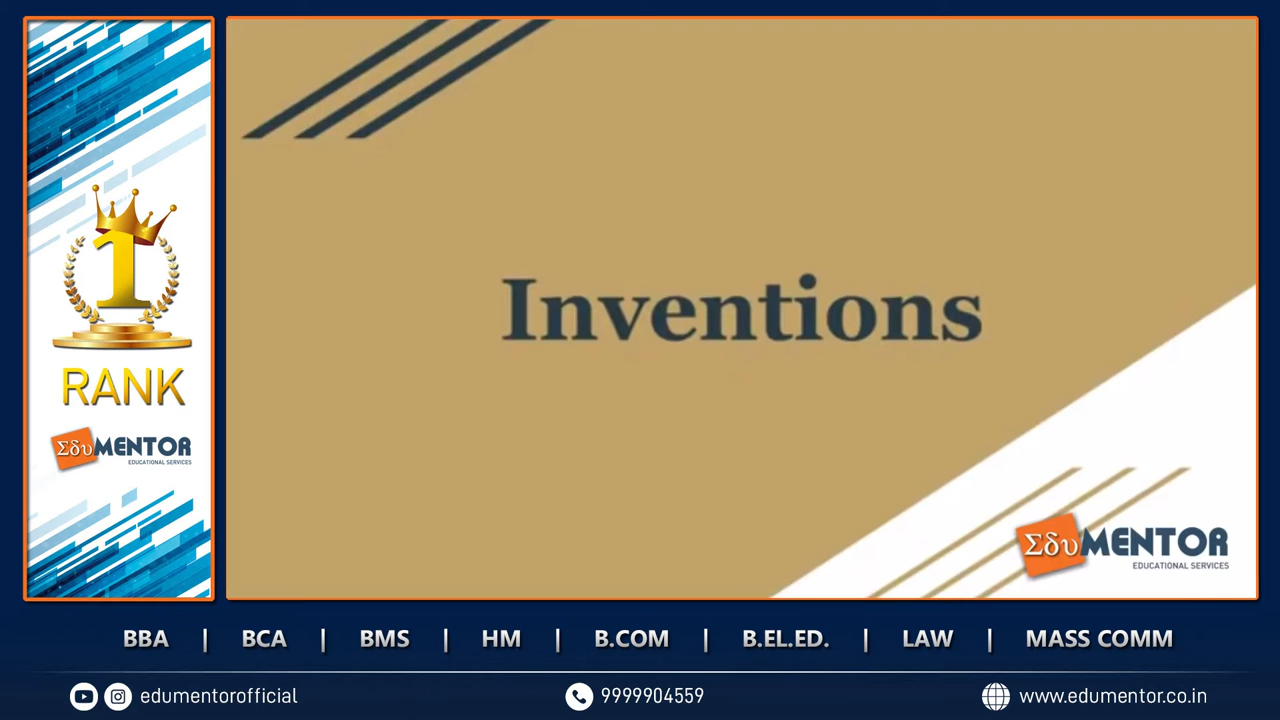 1
RANK
ΣδυMENTOR
EDUCATIONAL SERVICES
Inventions
ΣδυMENTOR
EDUCATIONAL SERVICES
BBA | BCA | BMS | HM | B.COM | B.EL.ED. | LAW | MASS COMM
edumentorofficial 9999904559 www.edumentor.co.in